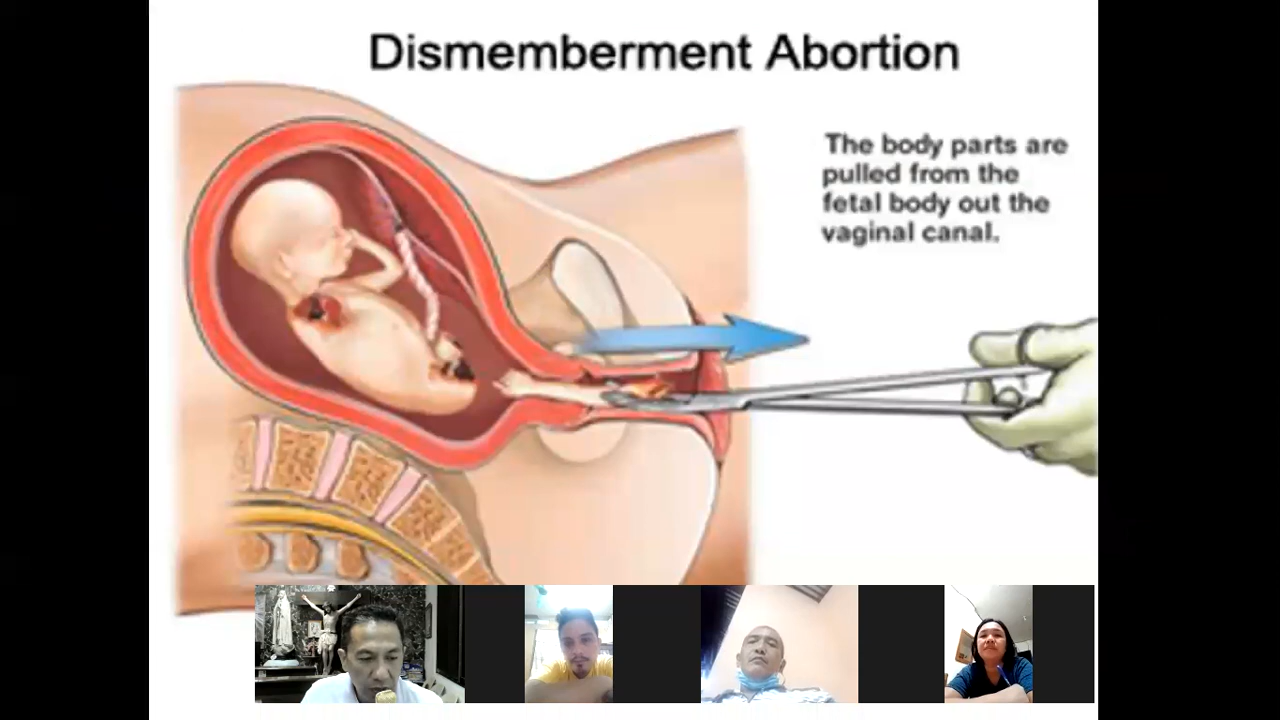 Dismemberment Abortion
The body parts are
pulled from the
fetal body out the
vaginal canal.